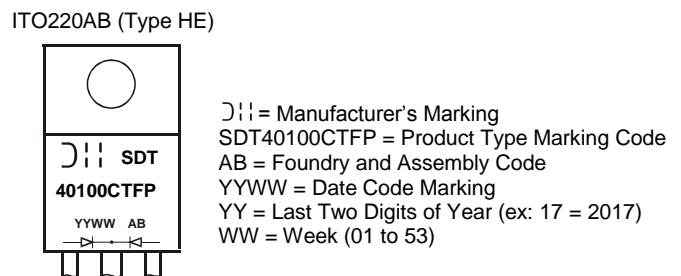 ITO220AB (Type HE)
SDT
40100CTFP
YYWW AB
= Manufacturer's Marking
SDT40100CTFP = Product Type Marking Code
AB = Foundry and Assembly Code
YYWW = Date Code Marking
YY = Last Two Digits of Year (ex: 17 = 2017)
WW = Week (01 to 53)